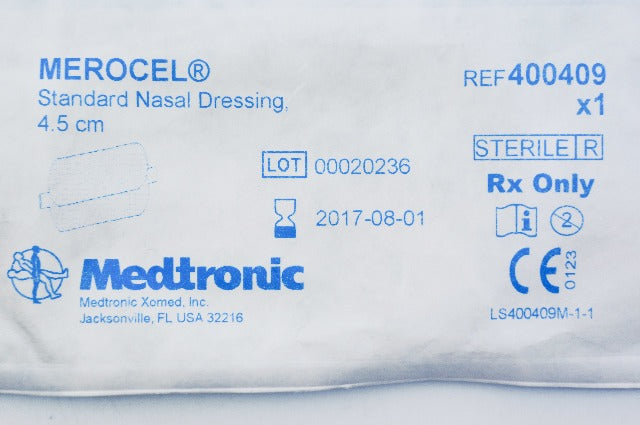 MEROCEL®
Standard Nasal Dressing,
4.5 cm
REF 400409
x1
LOT 00020236
STERILE R
2017-08-01
Rx Only
i 2
Medtronic
CE 0123
Medtronic Xomed, Inc.
Jacksonville, FL USA 32216
LS400409M-1-1